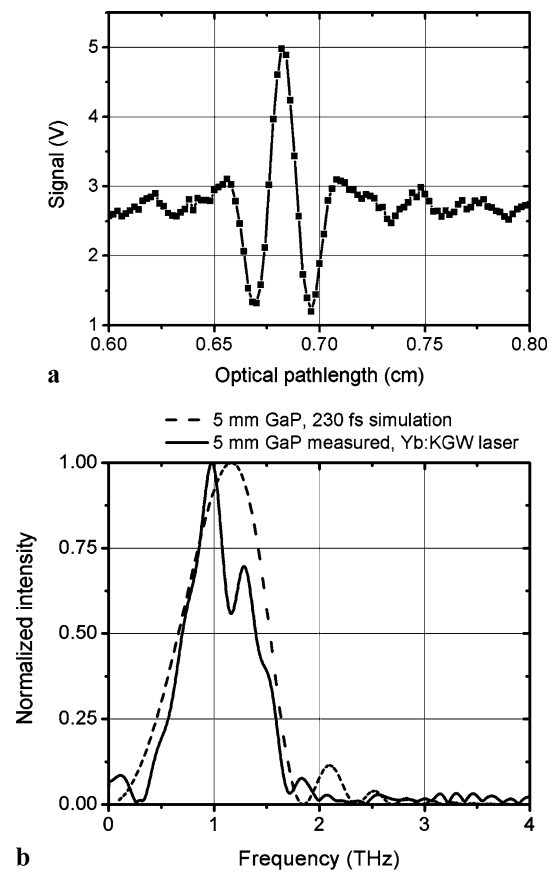 5
4
3
2
1
Signal (V)
0.60
0.65
0.70
0.75
0.80
Optical pathlength (cm)
a
5 mm GaP, 230 fs simulation
5 mm GaP measured, Yb:KGW laser
1.00
0.75
0.50
0.25
0.00
Normalized intensity
0
1
2
3
4
Frequency (THz)
b